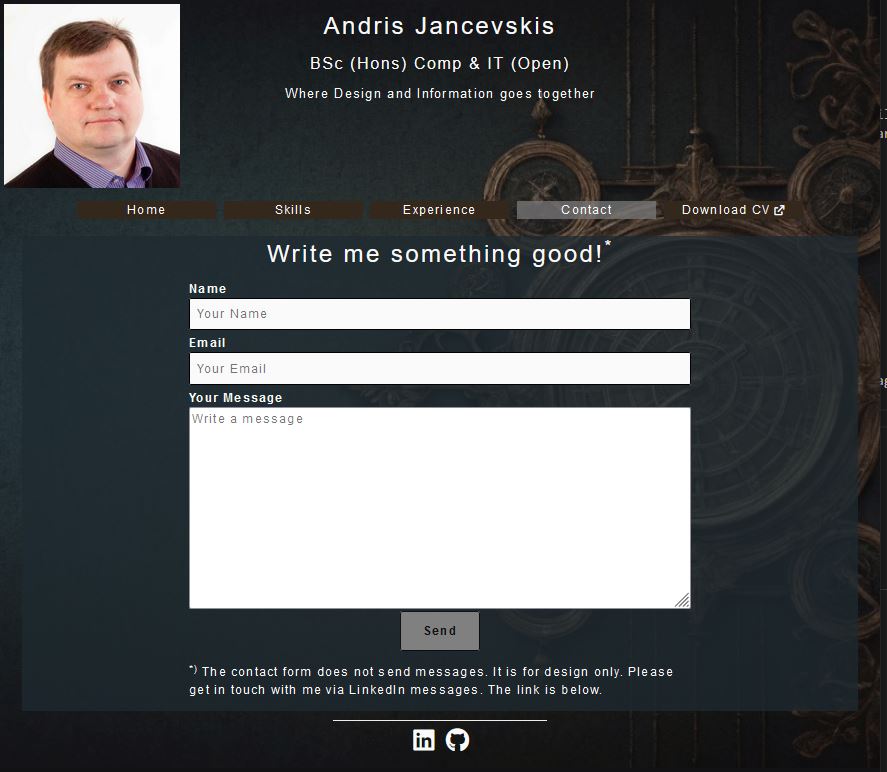 Andris Jancevskis
BSc (Hons) Comp & IT (Open)
Where Design and Information goes together
Home Skills Experience Contact Download CV
Write me something good!*
Name
Your Name
Email
Your Email
Your Message
Write a message
Send
*) The contact form does not send messages. It is for design only. Please
get in touch with me via LinkedIn messages. The link is below.
in